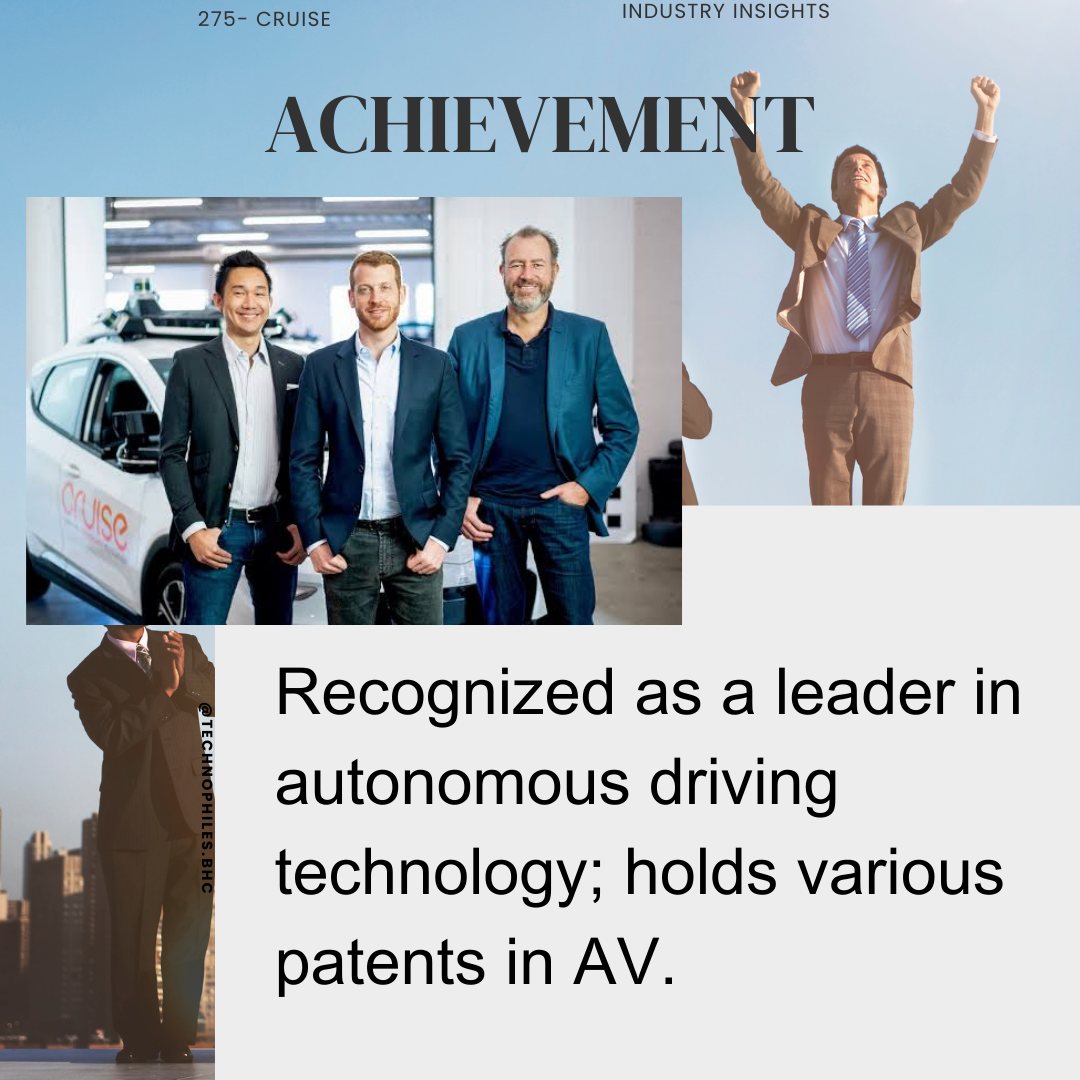 275- CRUISE
INDUSTRY INSIGHTS
ACHIEVEMENT
cruise
Recognized as a leader in
autonomous driving
technology; holds various
patents in AV.
@TECHNOPHILES.BHC